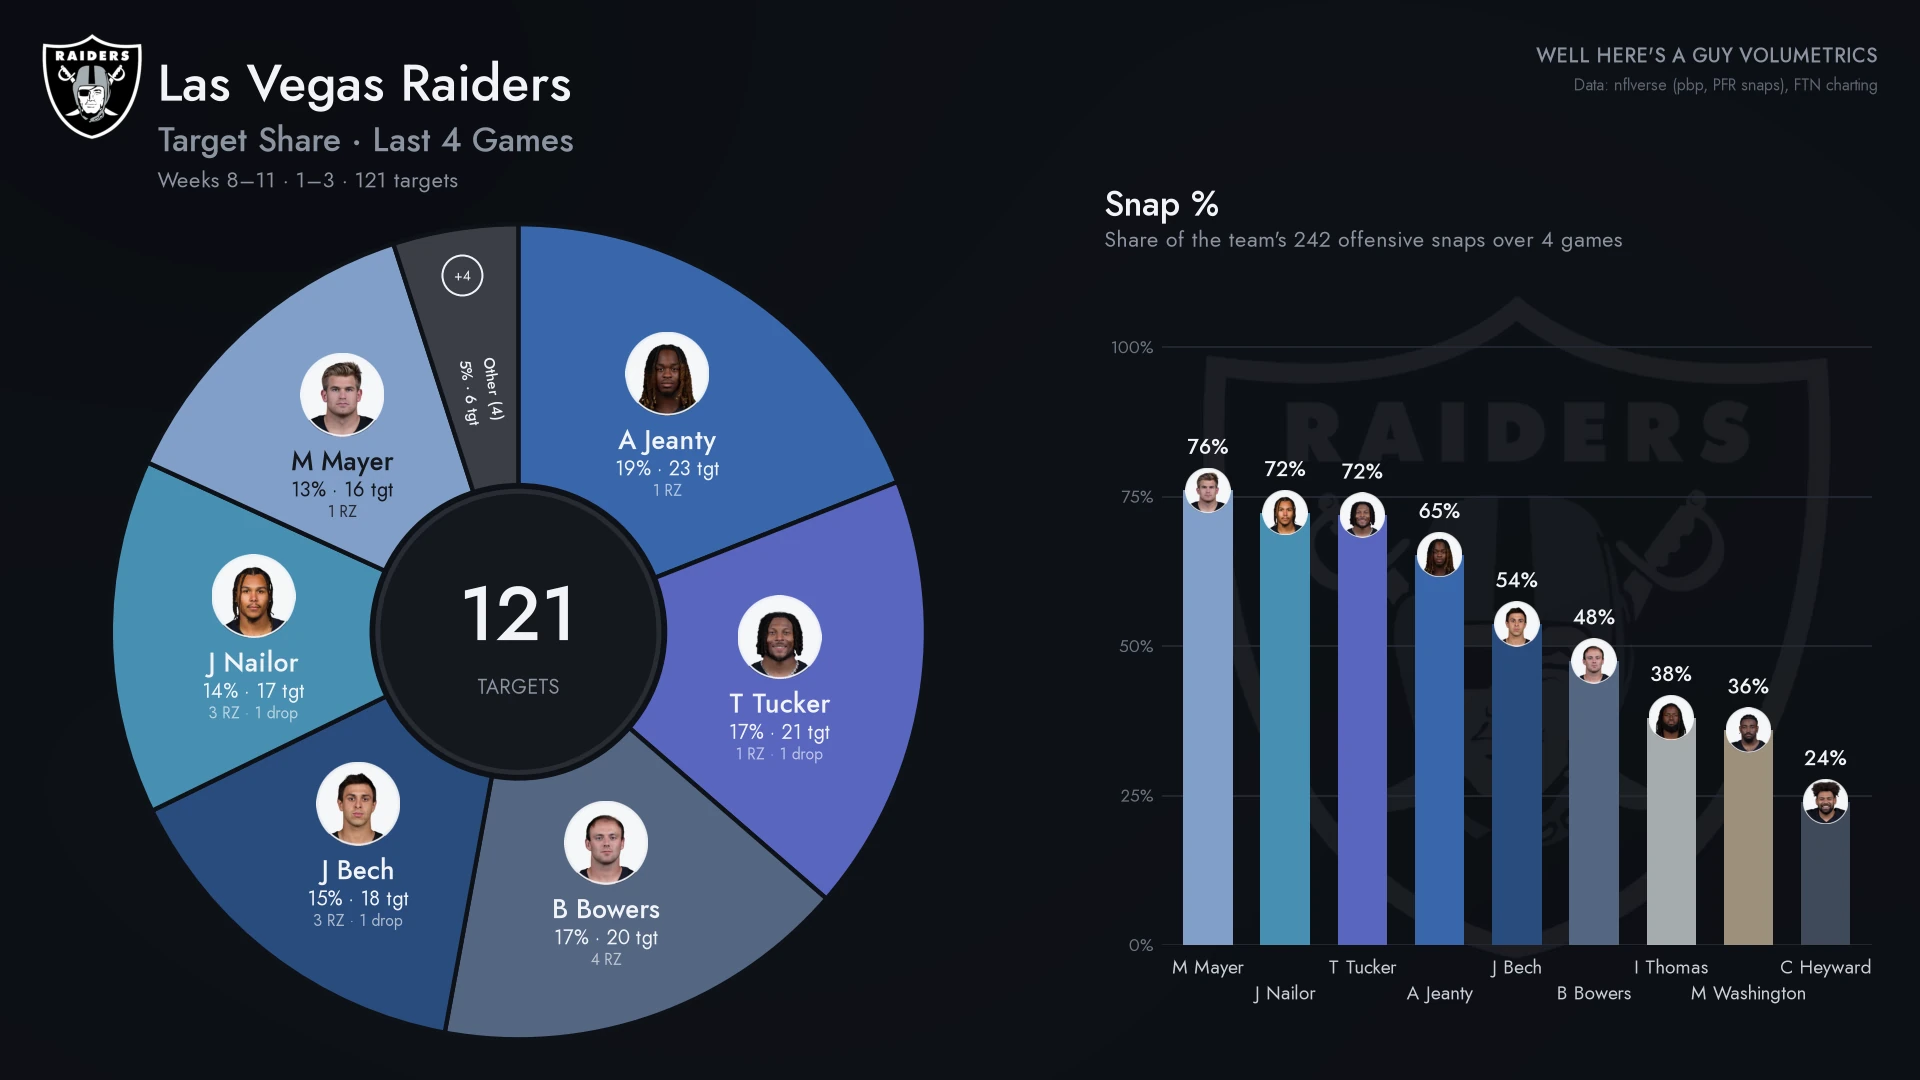 RAIDERS
Las Vegas Raiders
Target Share · Last 4 Games
Weeks 8–11 · 1–3 · 121 targets
WELL HERE'S A GUY VOLUMETRICS
Data: nflverse (pbp, PFR snaps), FTN charting
+4
Other (4)
5% · 6 tgt
A Jeanty
19% · 23 tgt
1 RZ
M Mayer
13% · 16 tgt
1 RZ
J Nailor
14% · 17 tgt
3 RZ · 1 drop
T Tucker
17% · 21 tgt
1 RZ · 1 drop
J Bech
15% · 18 tgt
3 RZ · 1 drop
B Bowers
17% · 20 tgt
4 RZ
121
TARGETS
Snap %
Share of the team's 242 offensive snaps over 4 games
RAIDERS
100%
75%
50%
25%
0%
76%
72%
72%
65%
54%
48%
38%
36%
24%
M Mayer
J Nailor
T Tucker
A Jeanty
J Bech
B Bowers
I Thomas
M Washington
C Heyward